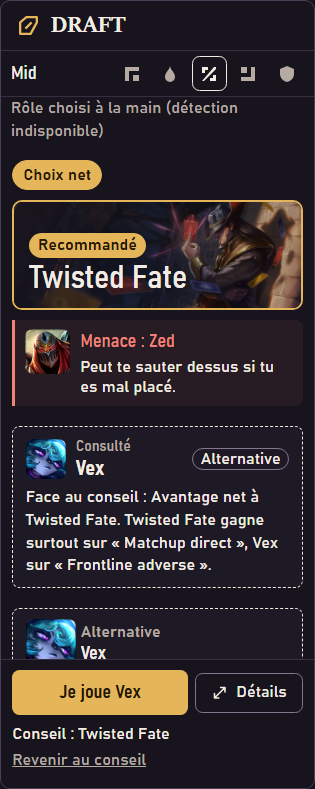 DRAFT
Mid
Rôle choisi à la main (détection
indisponible)
Choix net
Recommandé
Twisted Fate
Menace : Zed
Peut te sauter dessus si tu
es mal placé.
Consulté
Vex
Alternative
Face au conseil : Avantage net à
Twisted Fate. Twisted Fate gagne
surtout sur « Matchup direct », Vex
sur « Frontline adverse ».
Alternative
Vex
Je joue Vex
Détails
Conseil : Twisted Fate
Revenir au conseil